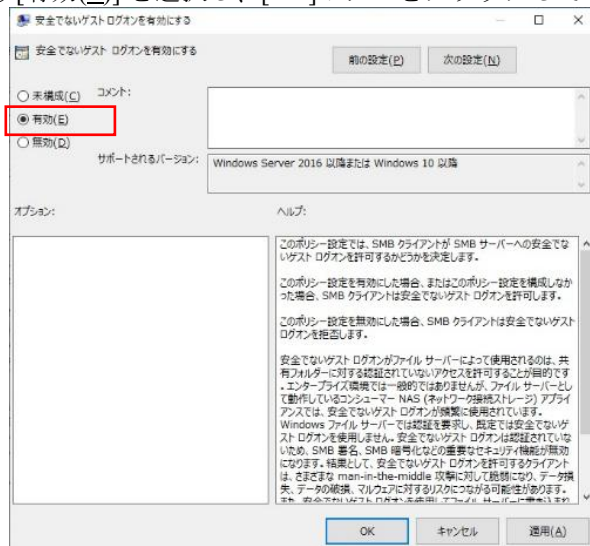 安全でないゲスト ログオンを有効にする
安全でないゲスト ログオンを有効にする
前の設定(P)
次の設定(N)
未構成(C)
コメント:
有効(E)
無効(D)
サポートされるバージョン:
Windows Server 2016 以降または Windows 10 以降
オプション:
ヘルプ:
このポリシー設定では、SMB クライアントが SMB サーバーへの安全でな
いゲスト ログオンを許可するかどうかを決定します。
このポリシー設定を有効にした場合、またはこのポリシー設定を構成しなか
った場合、SMB クライアントは安全でないゲスト ログオンを許可します。
このポリシー設定を無効にした場合、SMB クライアントは安全でないゲスト
ログオンを拒否します。
安全でないゲスト ログオンがファイル サーバーによって使用されるのは、共
有フォルダーに対する認証されていないアクセスを許可することが目的です
。エンタープライズ環境では一般的ではありませんが、ファイル サーバーとし
て動作しているコンシューマー NAS (ネットワーク接続ストレージ) アプライ
アンスでは、安全でないゲスト ログオンが頻繁に使用されています。
Windows ファイル サーバーでは認証を要求し、既定では安全でないゲ
スト ログオンを使用しません。安全でないゲスト ログオンは認証されていな
いため、SMB 署名、SMB 暗号化などの重要なセキュリティ機能が無効
になります。結果として、安全でないゲスト ログオンを許可するクライアント
は、さまざまな man-in-the-middle 攻撃に対して脆弱になり、データ損
失、データの破損、マルウェアに対するリスクにつながる可能性があります。
OK
キャンセル
適用(A)